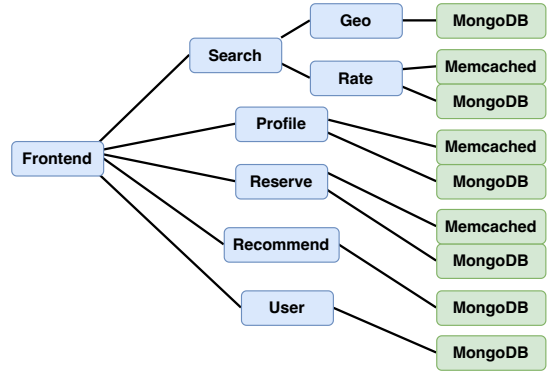 Geo
MongoDB
Search
Rate
Memcached
MongoDB
Profile
Memcached
MongoDB
Frontend
Reserve
Memcached
MongoDB
Recommend
MongoDB
User
MongoDB